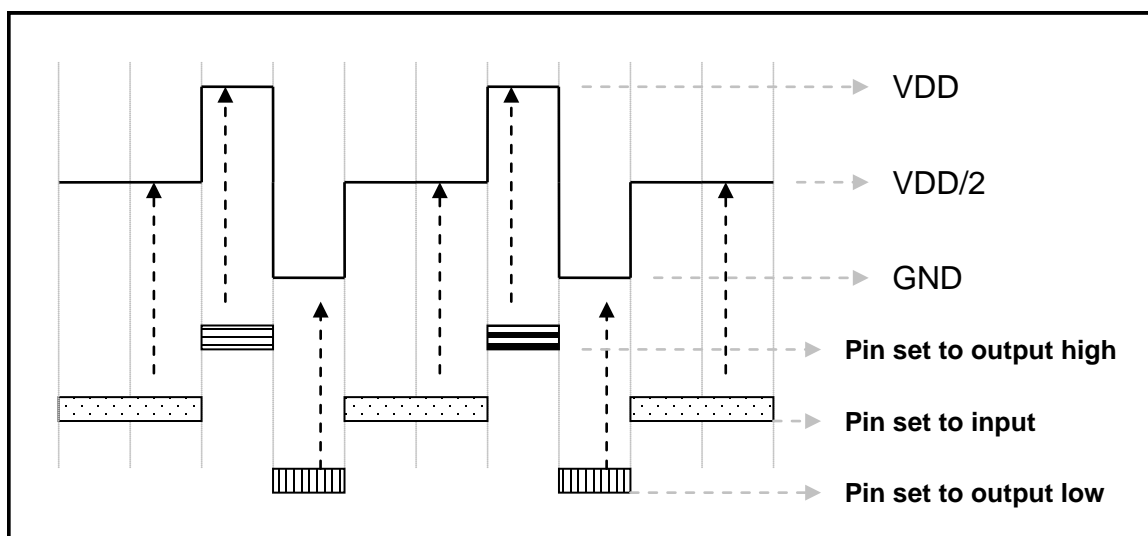 VDD
VDD/2
GND
Pin set to output high
Pin set to input
Pin set to output low